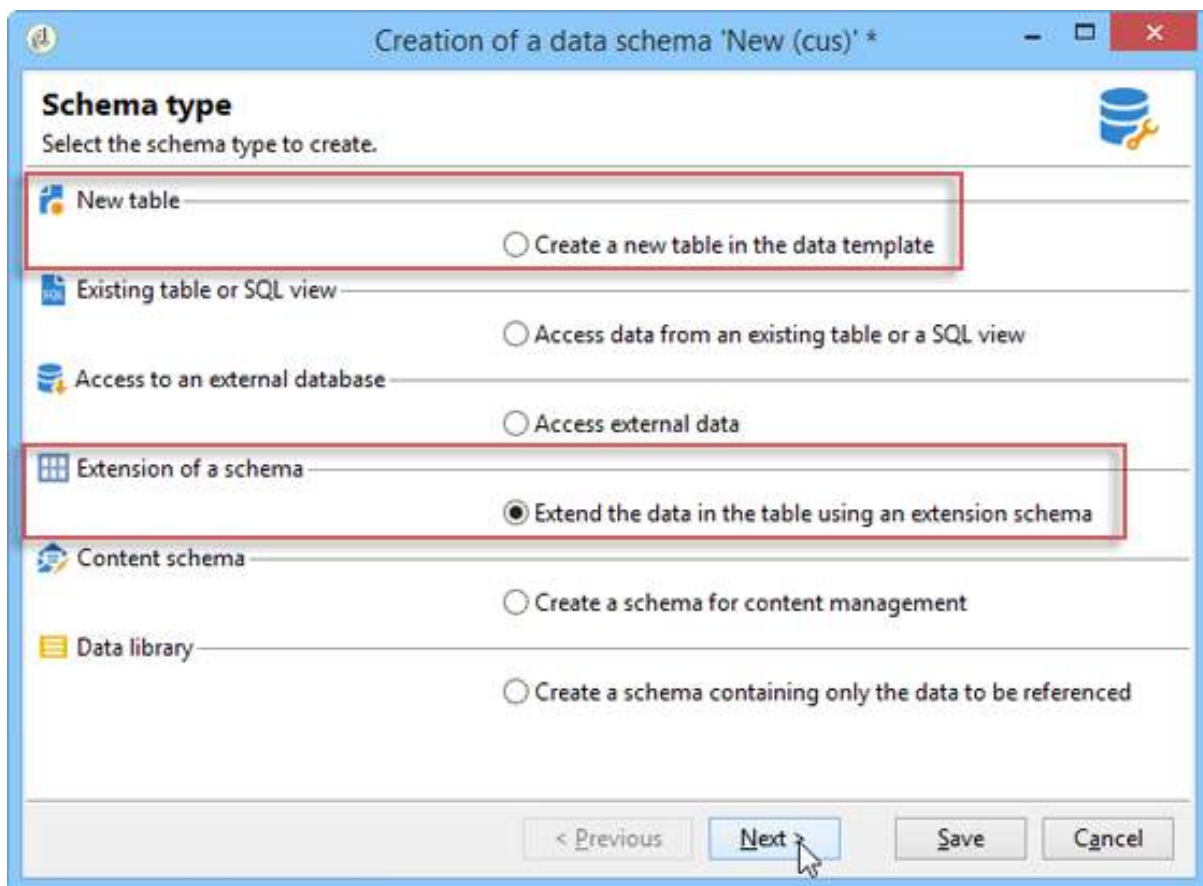 Creation of a data schema 'New (cus)' *
Schema type
Select the schema type to create.
New table
Create a new table in the data template
Existing table or SQL view
Access data from an existing table or a SQL view
Access to an external database
Access external data
Extension of a schema
Extend the data in the table using an extension schema
Content schema
Create a schema for content management
Data library
Create a schema containing only the data to be referenced
< Previous Next > Save Cancel